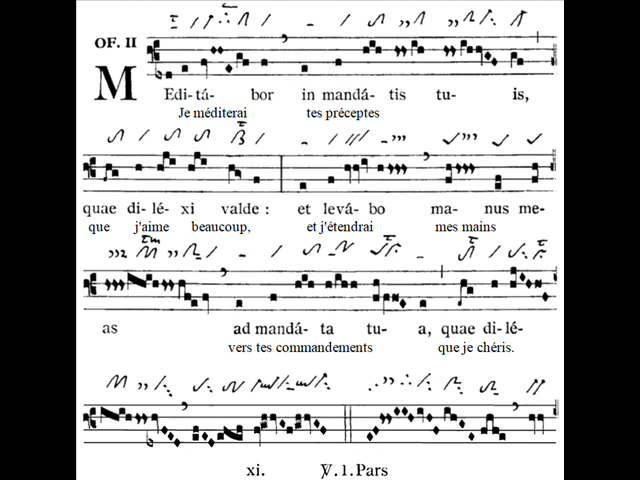 OF. II
M Edi-tá- bor in mandá- tis tu- is,
Je méditerai tes préceptes
quae di-lé- xi valde : et levá- bo ma- nus me-
que j'aime beaucoup, et j'étendrai mes mains
as ad mandá- ta tu- a, quae di-lé-
vers tes commandements que je chéris.
xi. ℣. 1. Pars